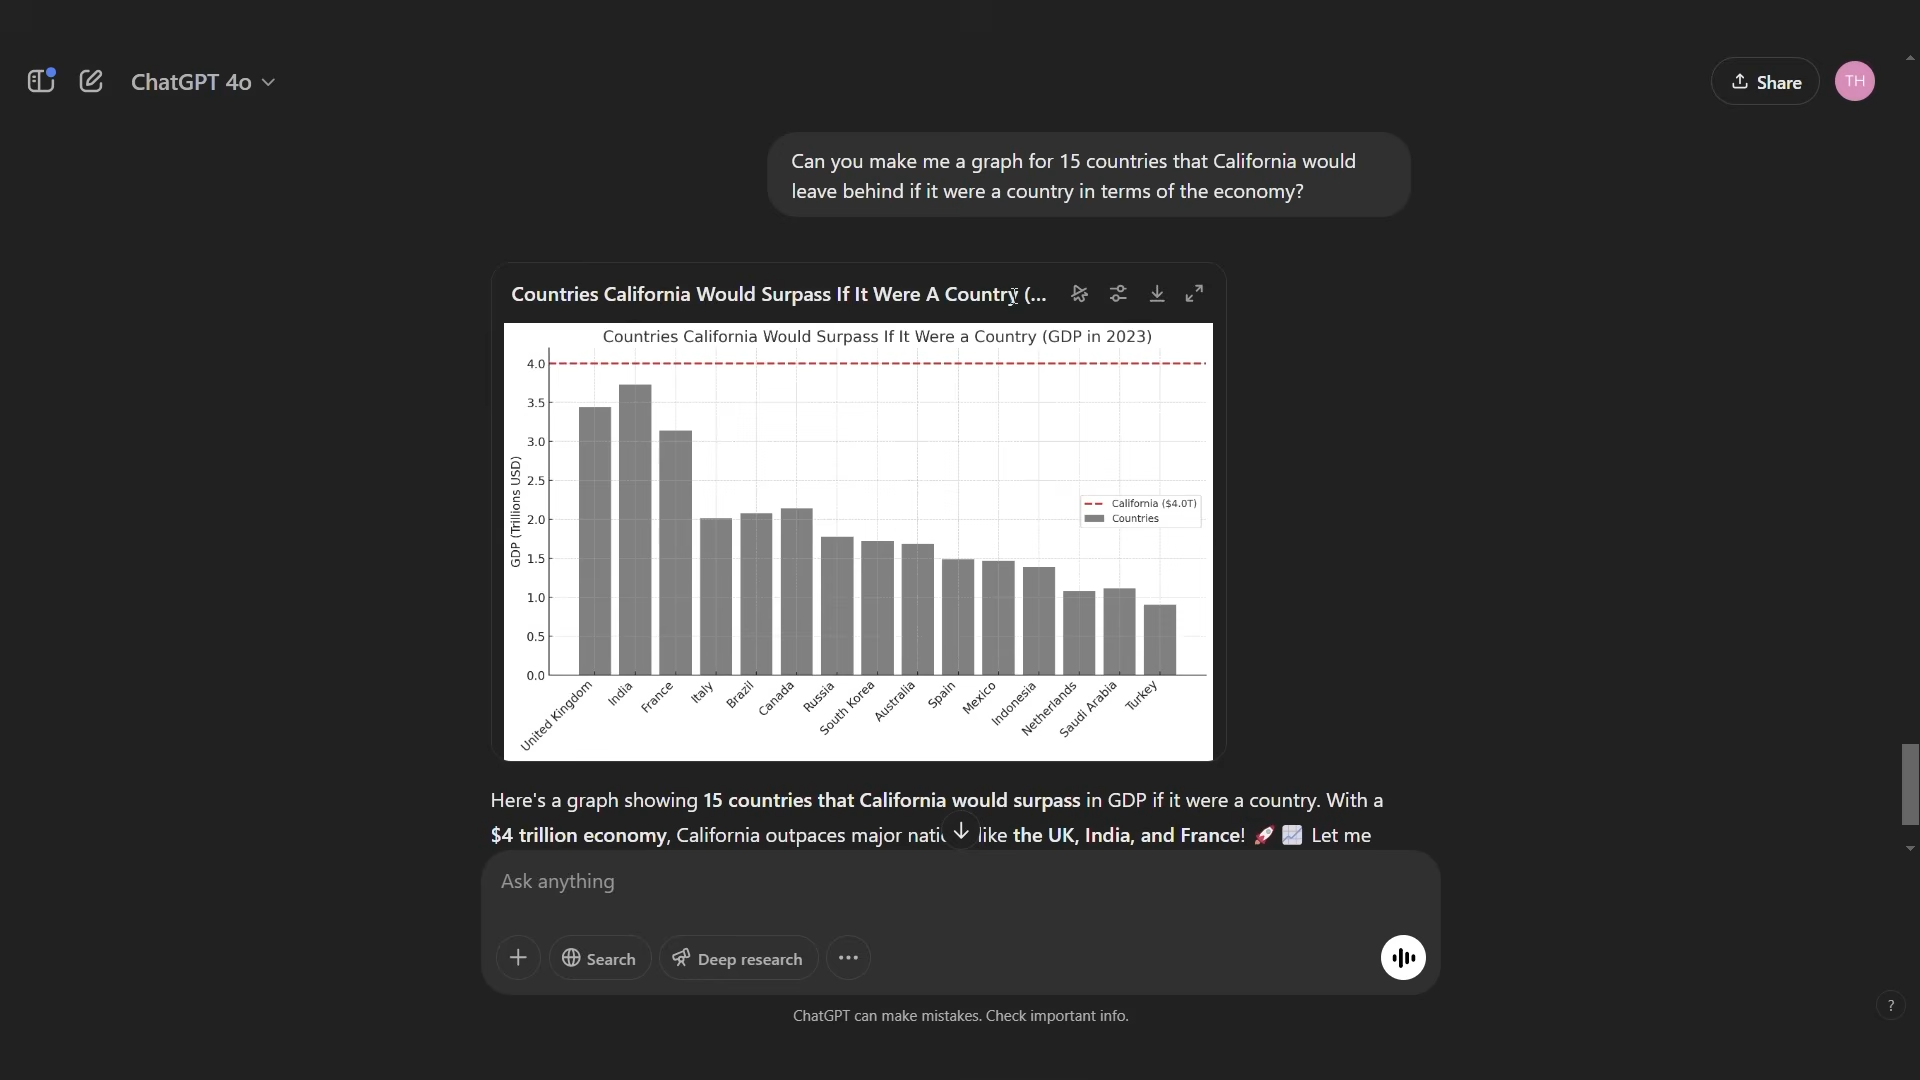 ChatGPT 4o
Share
TH
Can you make me a graph for 15 countries that California would
leave behind if it were a country in terms of the economy?
Countries California Would Surpass If It Were A Country (...
Countries California Would Surpass If It Were a Country (GDP in 2023)
GDP (Trillions USD)
4.0
3.5
3.0
2.5
2.0
1.5
1.0
0.5
0.0
California ($4.0T)
Countries
United Kingdom
India
France
Italy
Brazil
Canada
Russia
South Korea
Australia
Spain
Mexico
Indonesia
Netherlands
Saudi Arabia
Turkey
Here's a graph showing 15 countries that California would surpass in GDP if it were a country. With a
$4 trillion economy, California outpaces major like the UK, India, and France! 🚀 📈 Let me
Ask anything
Search
Deep research
ChatGPT can make mistakes. Check important info.
?